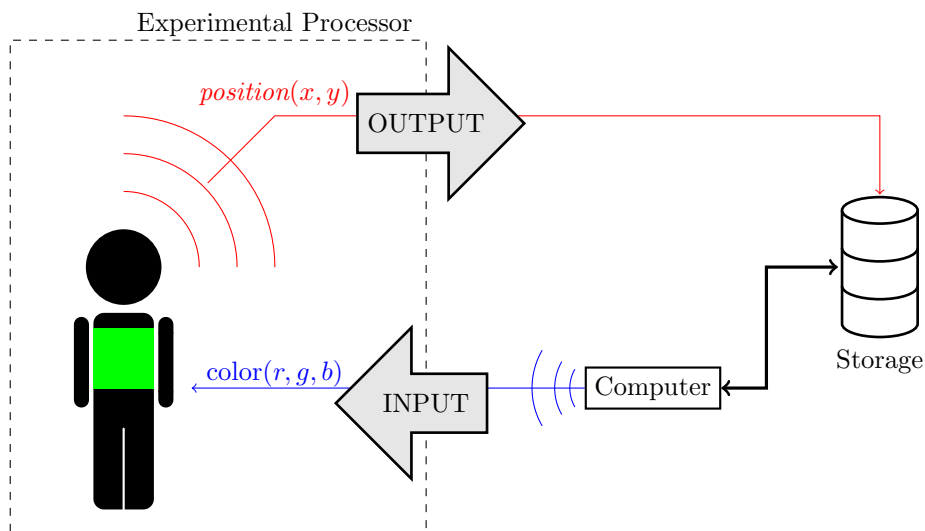 Experimental Processor
position(x, y)
OUTPUT
Storage
color(r, g, b)
INPUT
Computer